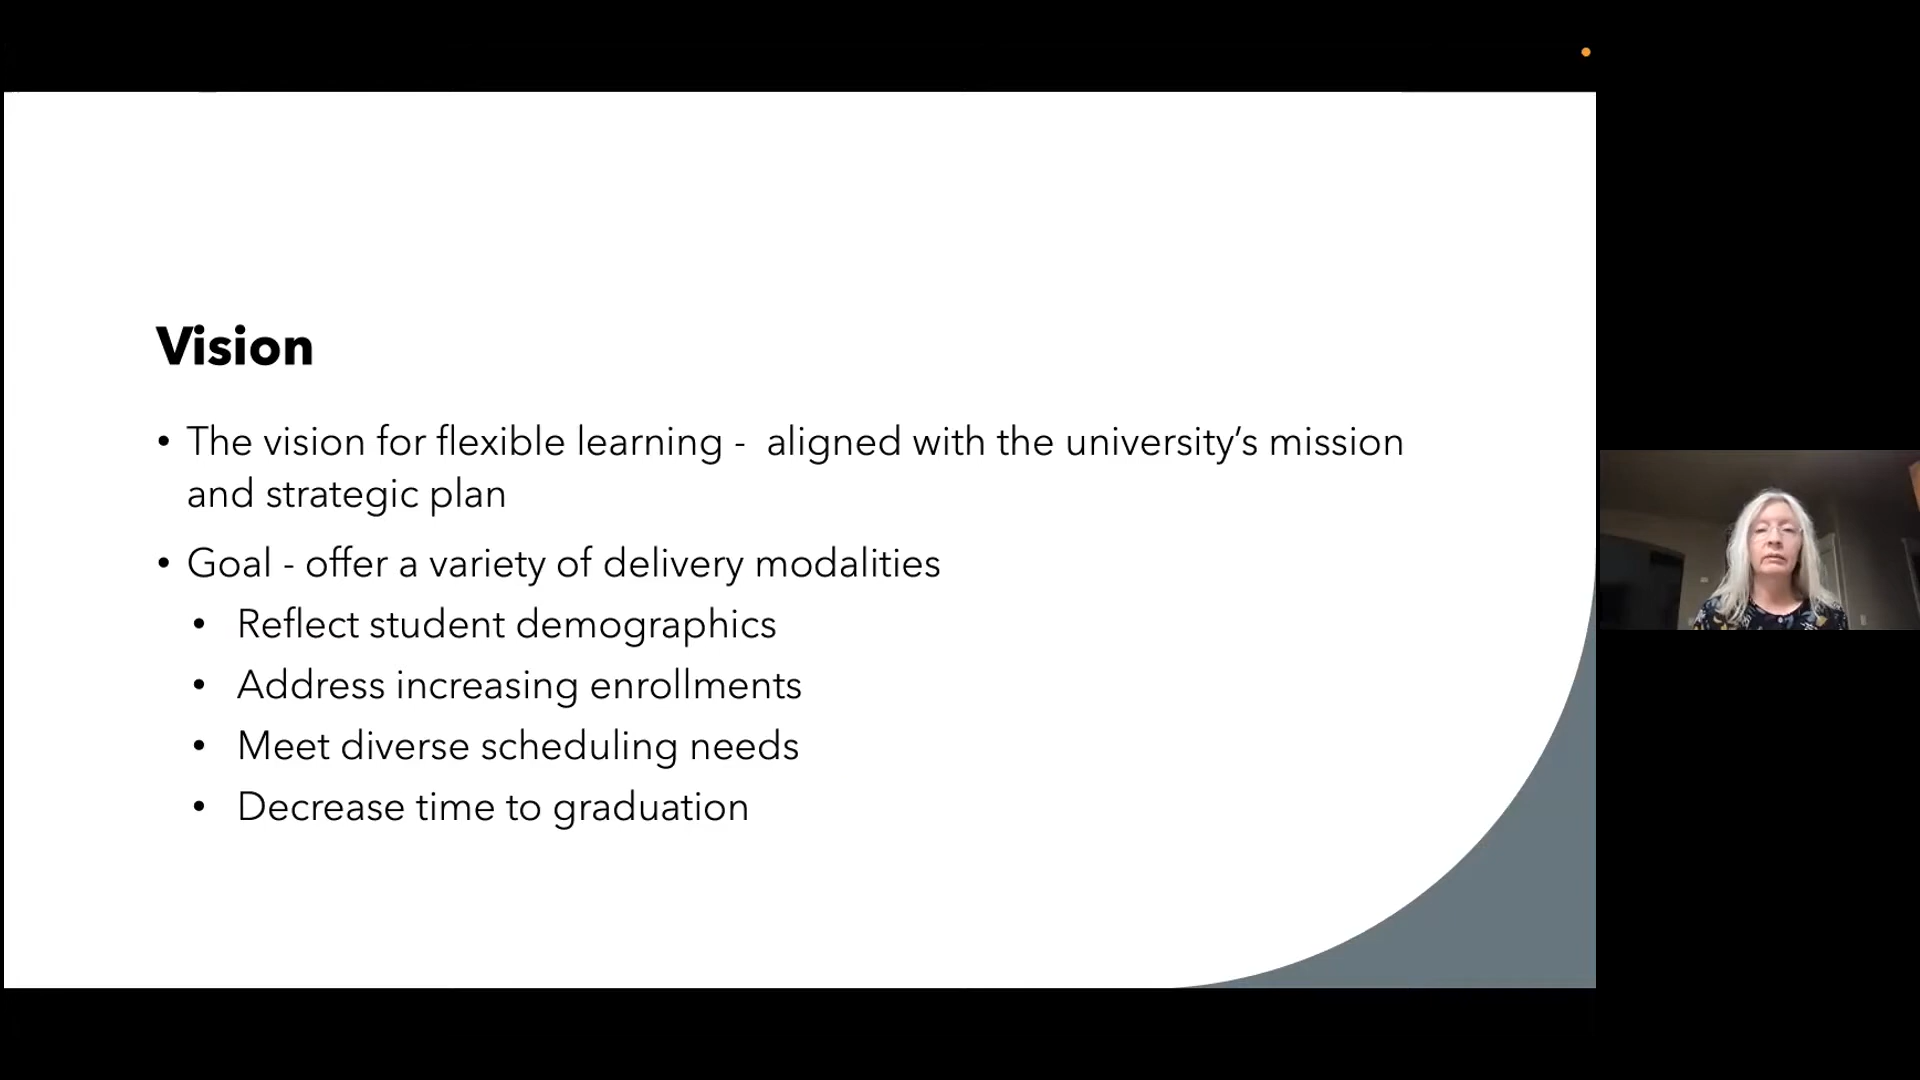 Vision
• The vision for flexible learning -  aligned with the university’s mission
and strategic plan
• Goal - offer a variety of delivery modalities
• Reflect student demographics
• Address increasing enrollments
• Meet diverse scheduling needs
• Decrease time to graduation